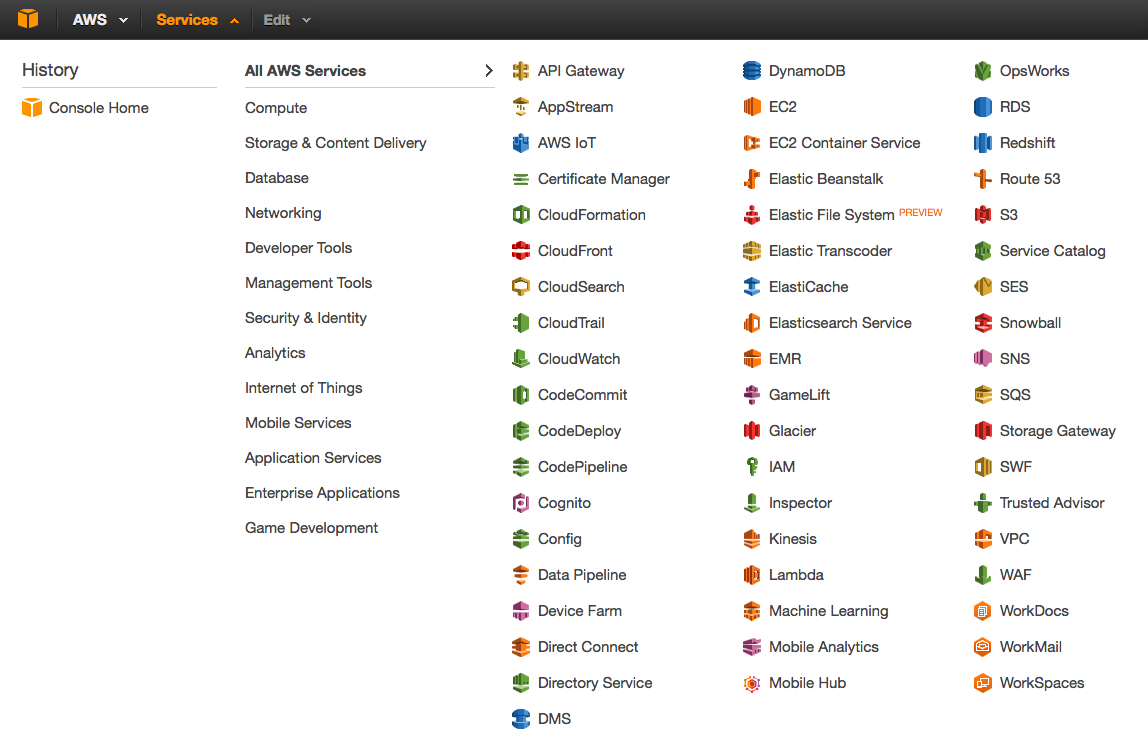 AWS
Services
Edit
History
Console Home
All AWS Services
Compute
Storage & Content Delivery
Database
Networking
Developer Tools
Management Tools
Security & Identity
Analytics
Internet of Things
Mobile Services
Application Services
Enterprise Applications
Game Development
API Gateway
AppStream
AWS IoT
Certificate Manager
CloudFormation
CloudFront
CloudSearch
CloudTrail
CloudWatch
CodeCommit
CodeDeploy
CodePipeline
Cognito
Config
Data Pipeline
Device Farm
Direct Connect
Directory Service
DMS
DynamoDB
EC2
EC2 Container Service
Elastic Beanstalk
Elastic File System PREVIEW
Elastic Transcoder
ElastiCache
Elasticsearch Service
EMR
GameLift
Glacier
IAM
Inspector
Kinesis
Lambda
Machine Learning
Mobile Analytics
Mobile Hub
OpsWorks
RDS
Redshift
Route 53
S3
Service Catalog
SES
Snowball
SNS
SQS
Storage Gateway
SWF
Trusted Advisor
VPC
WAF
WorkDocs
WorkMail
WorkSpaces